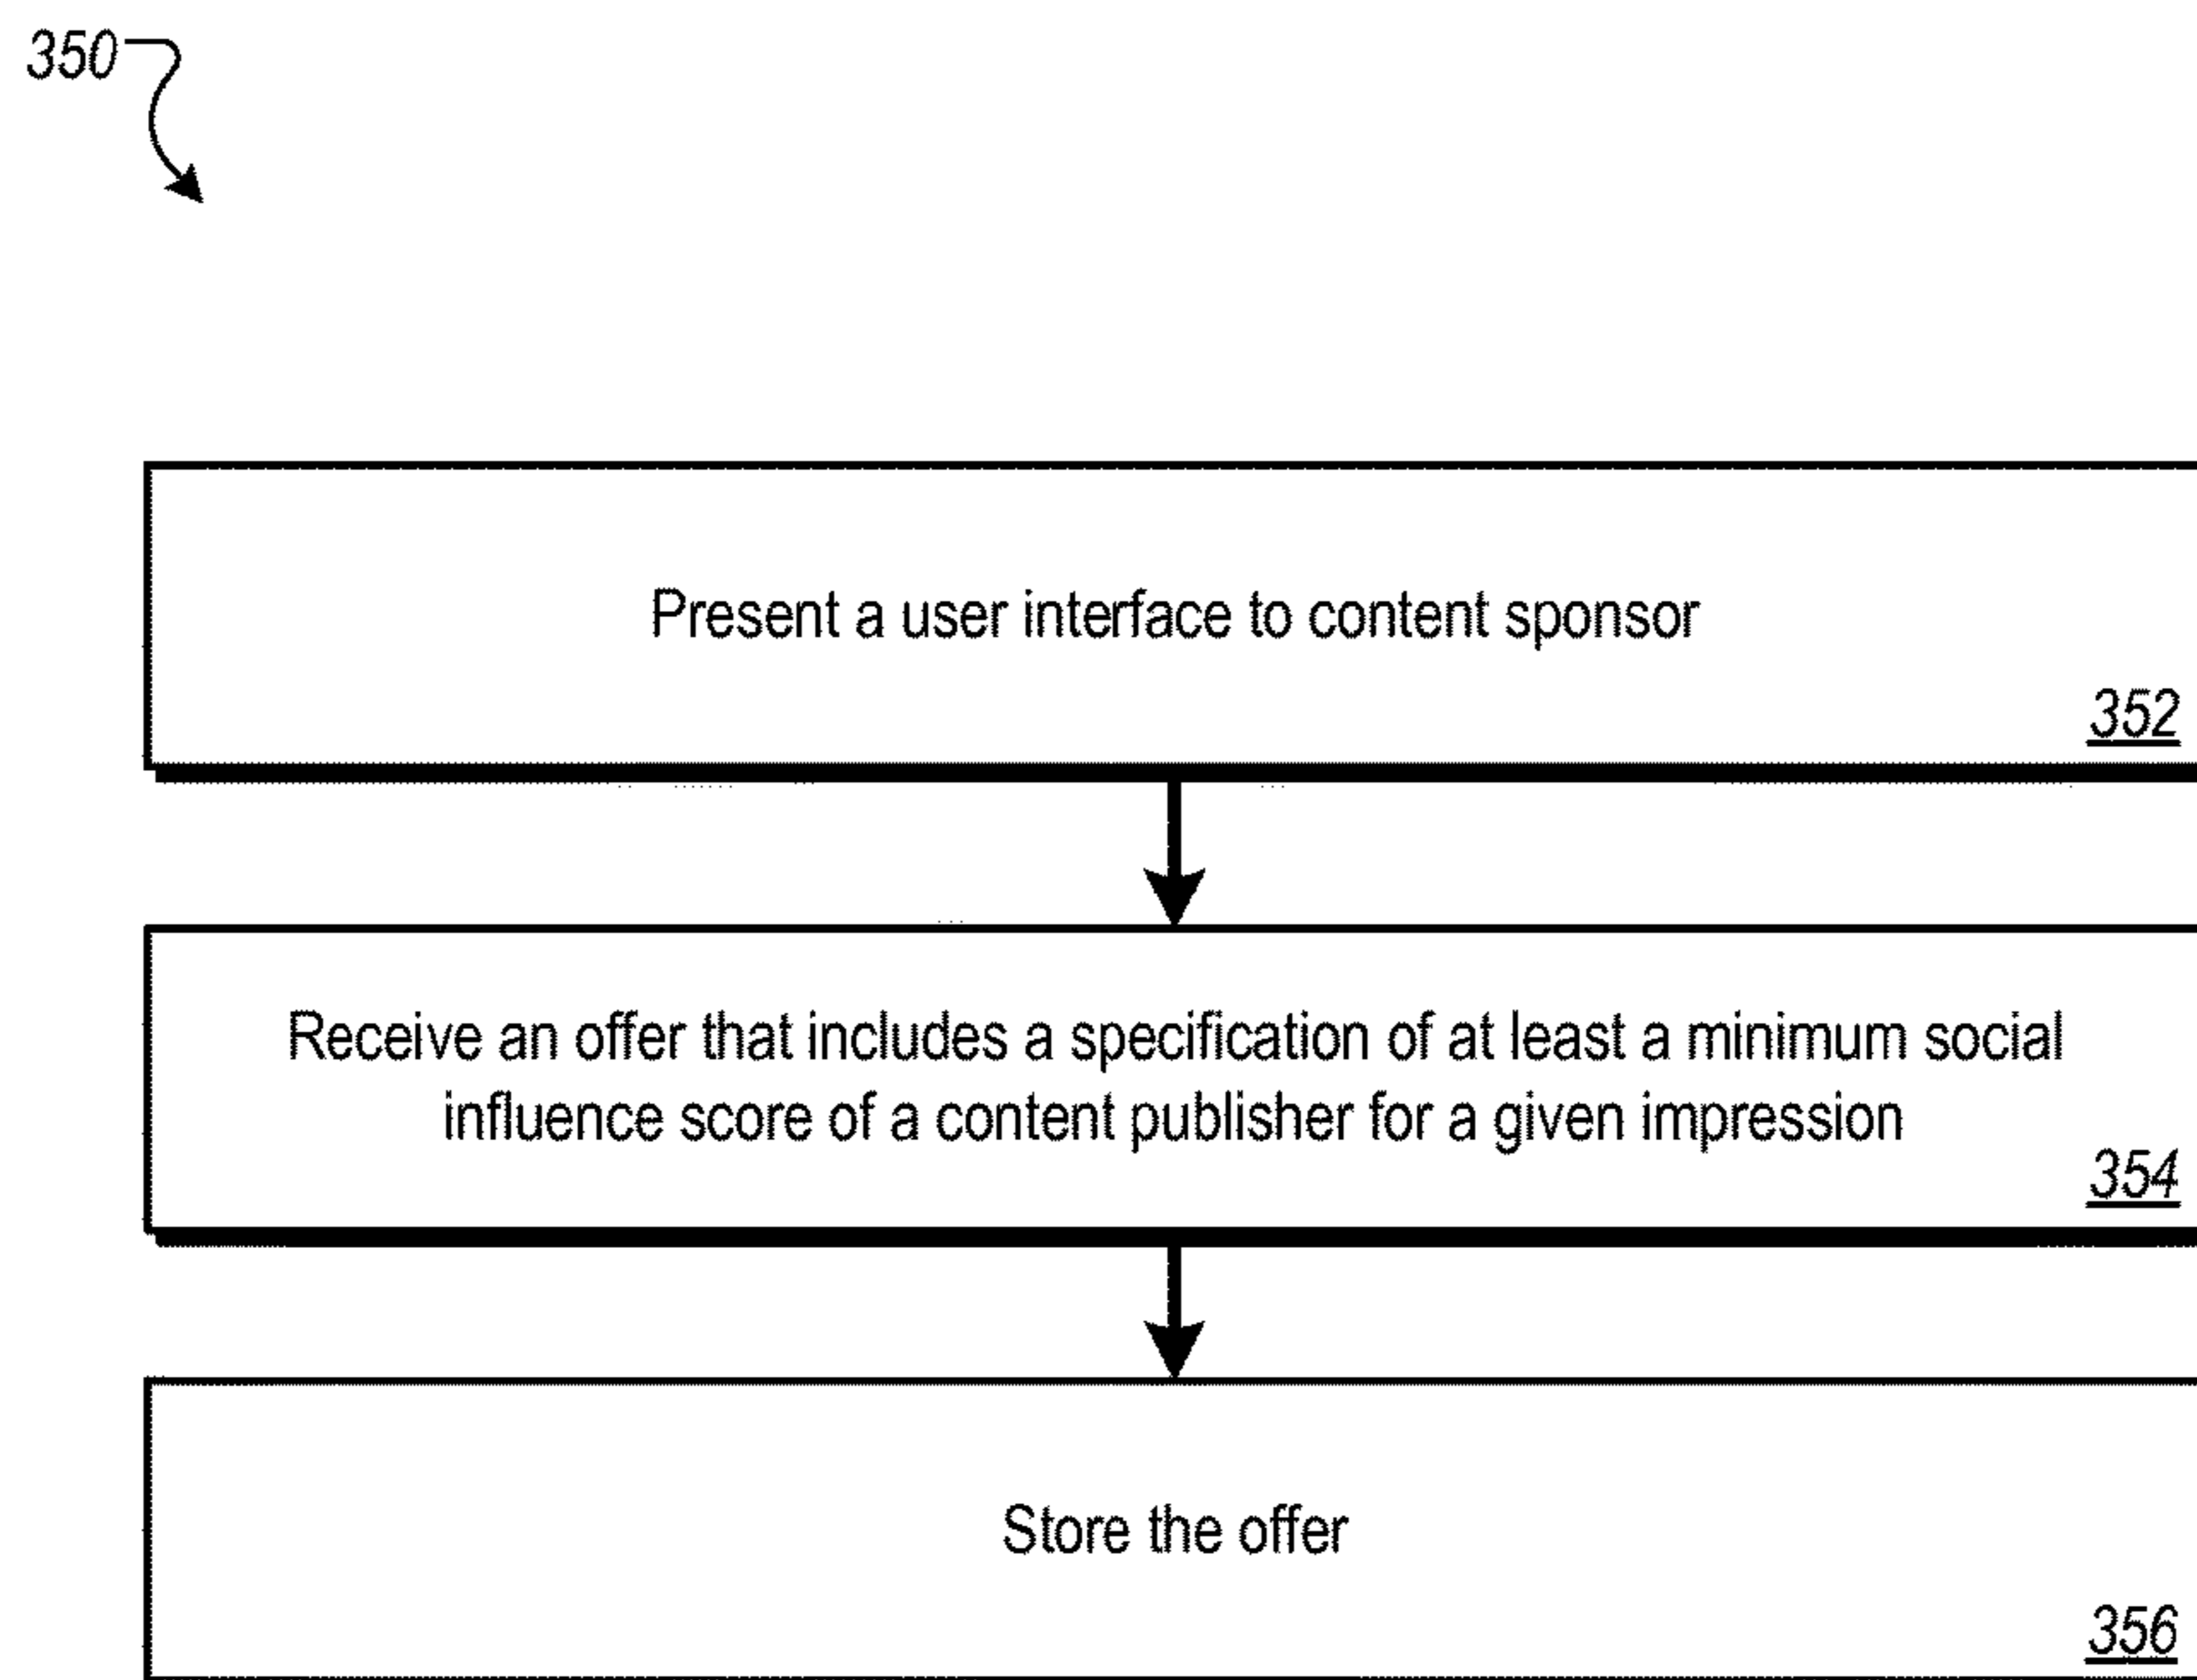 350
Present a user interface to content sponsor
352
Receive an offer that includes a specification of at least a minimum social
influence score of a content publisher for a given impression
354
Store the offer
356